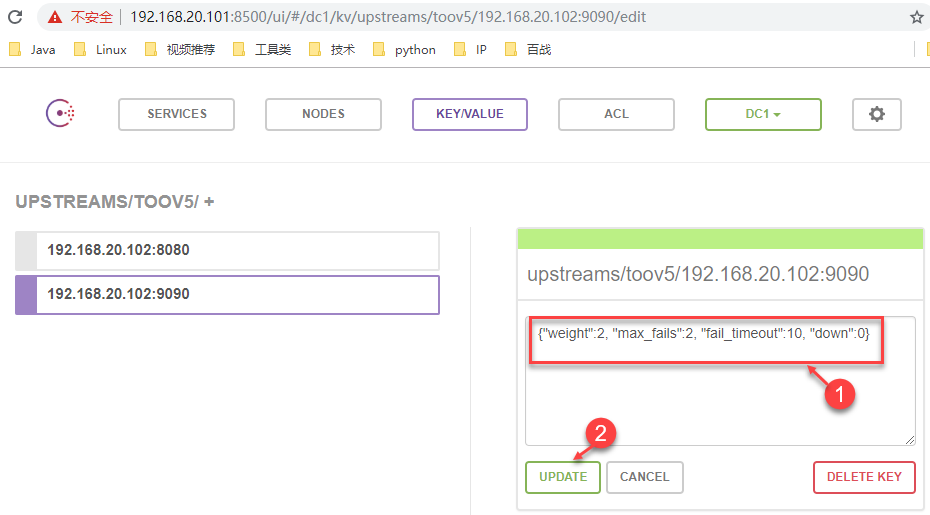 不安全 | 192.168.20.101:8500/ui/#/dc1/kv/upstreams/toov5/192.168.20.102:9090/edit
Java Linux 视频推荐 工具类 技术 python IP 百战
SERVICES NODES KEY/VALUE ACL DC1
UPSTREAMS/TOOV5/ +
192.168.20.102:8080
192.168.20.102:9090
upstreams/toov5/192.168.20.102:9090
{"weight":2, "max_fails":2, "fail_timeout":10, "down":0}
1
2
UPDATE CANCEL DELETE KEY